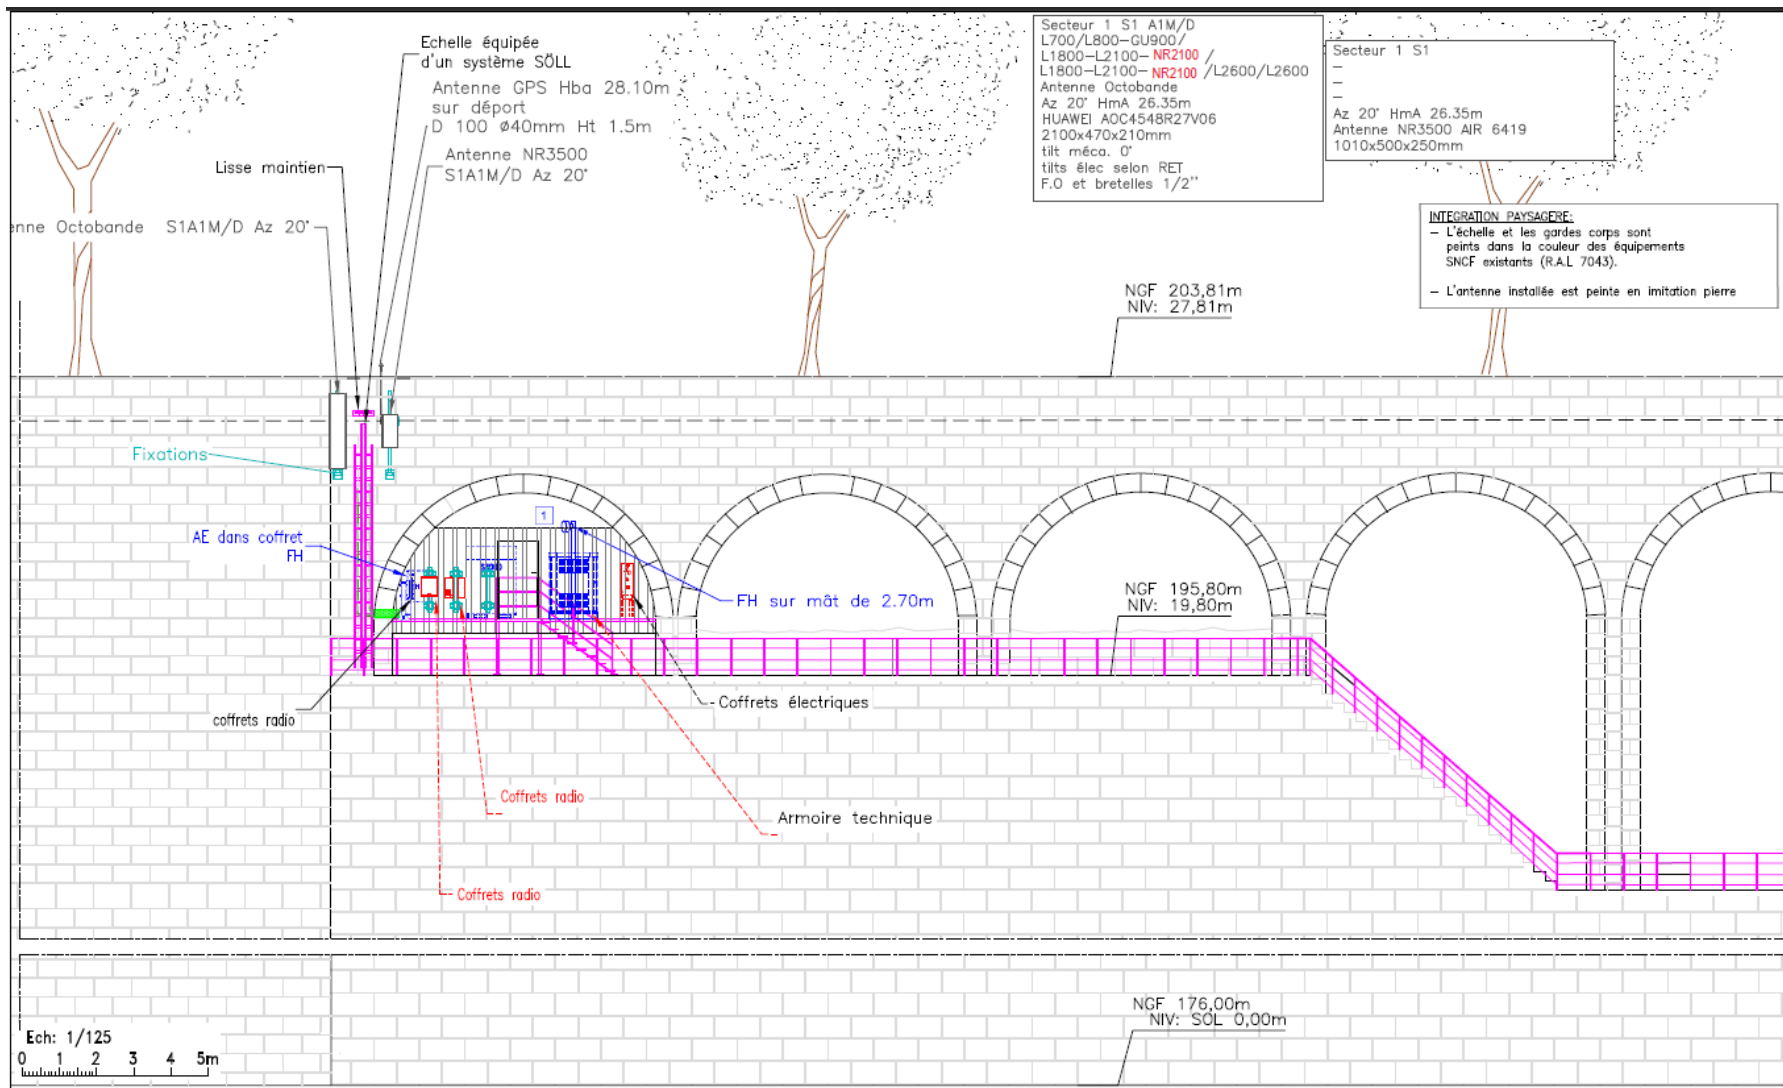 Echelle équipée
d'un système SÖLL
Antenne GPS Hba 28.10m
sur déport
D 100 ø40mm Ht 1.5m
Antenne NR3500
S1A1M/D Az 20°
Lisse maintien
enne Octobande S1A1M/D Az 20°
Secteur 1 S1 A1M/D
L700/L800-GU900/
L1800-L2100- NR2100 /
L1800-L2100- NR2100 /L2600/L2600
Antenne Octobande
Az 20° HmA 26.35m
HUAWEI AOC4548R27V06
2100x470x210mm
tilt méca. 0°
tilts élec selon RET
F.O et bretelles 1/2''
Secteur 1 S1
-
-
-
Az 20° HmA 26.35m
Antenne NR3500 AIR 6419
1010x500x250mm
INTEGRATION PAYSAGERE:
- L'échelle et les gardes corps sont
peints dans la couleur des équipements
SNCF existants (R.A.L 7043).
- L'antenne installée est peinte en imitation pierre
NGF 203,81m
NIV: 27,81m
Fixations
AE dans coffret
FH
1
FH sur mât de 2.70m
NGF 195,80m
NIV: 19,80m
coffrets radio
Coffrets électriques
Coffrets radio
Armoire technique
Coffrets radio
NGF 176,00m
NIV: SOL 0,00m
Ech: 1/125
0 1 2 3 4 5m